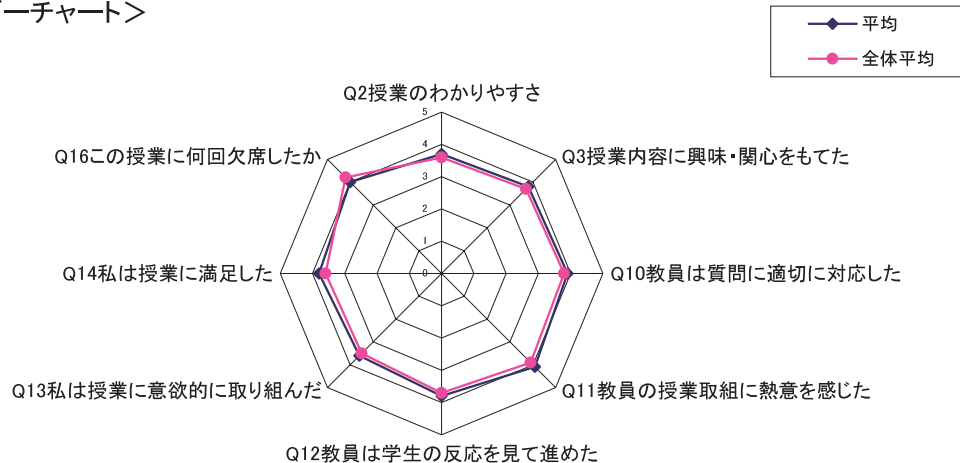 ーチャート＞
平均
全体平均
Q2授業のわかりやすさ
Q3授業内容に興味・関心をもてた
Q10教員は質問に適切に対応した
Q11教員の授業取組に熱意を感じた
Q12教員は学生の反応を見て進めた
Q13私は授業に意欲的に取り組んだ
Q14私は授業に満足した
Q16この授業に何回欠席したか
5
4
3
2
1
0